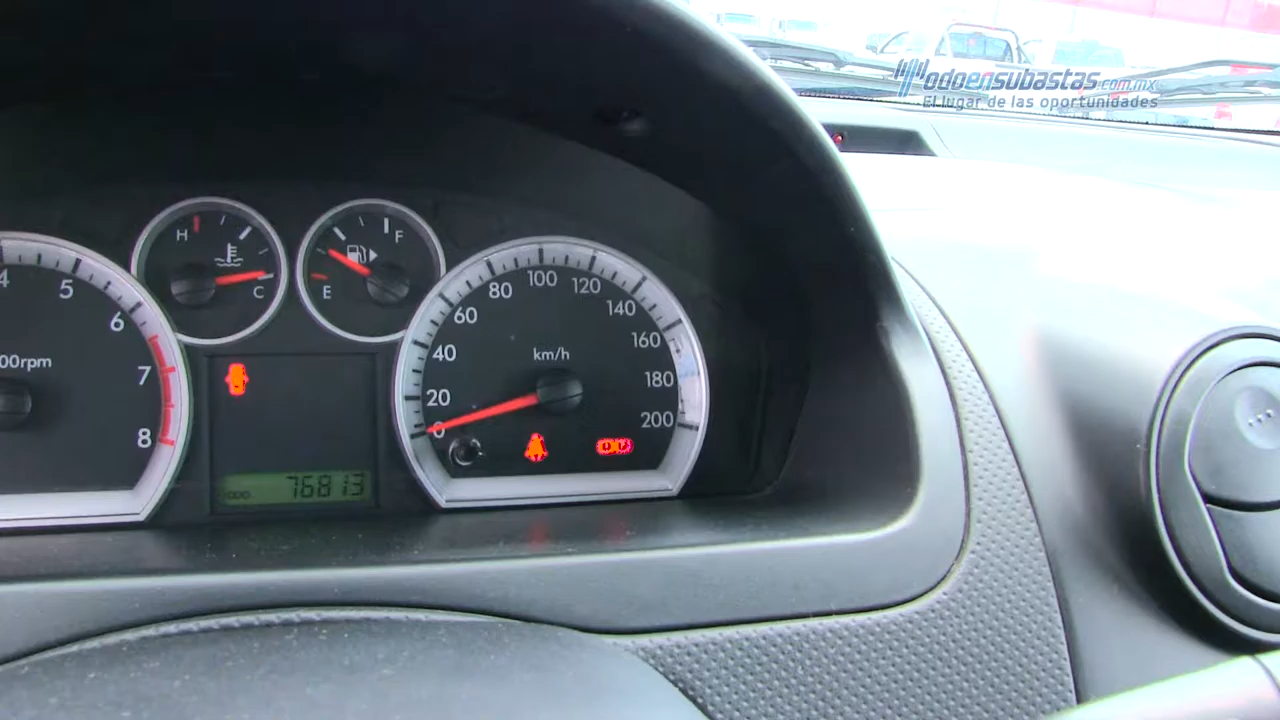 Todoensubastas.com.mx
El lugar de las oportunidades
H
C
F
E
4
5
6
7
8
00rpm
0
20
40
60
80
100
120
140
160
180
200
km/h
ODO 76813